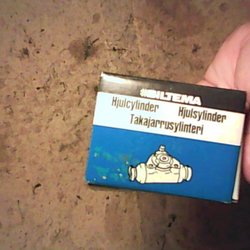 BILTEMA
Hjulcylinder Hjulsylinder
Takajarrusylinteri